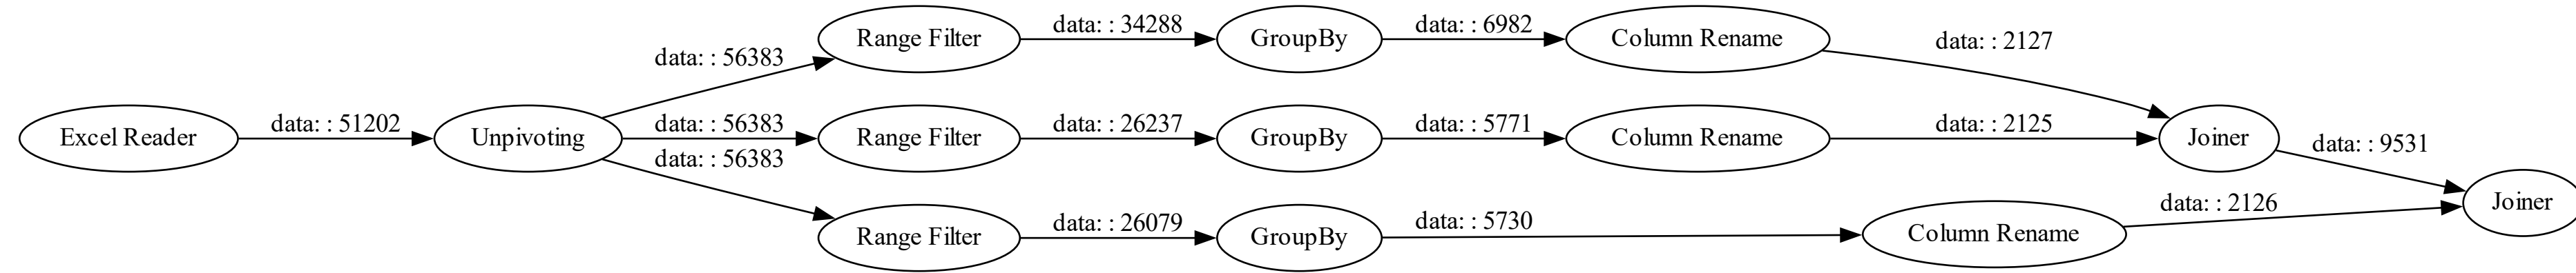 Excel Reader
data: : 51202
Unpivoting
data: : 56383
Range Filter
data: : 34288
GroupBy
data: : 6982
Column Rename
data: : 2127
data: : 56383
Range Filter
data: : 26237
GroupBy
data: : 5771
Column Rename
data: : 2125
Joiner
data: : 9531
data: : 56383
Range Filter
data: : 26079
GroupBy
data: : 5730
Column Rename
data: : 2126
Joiner